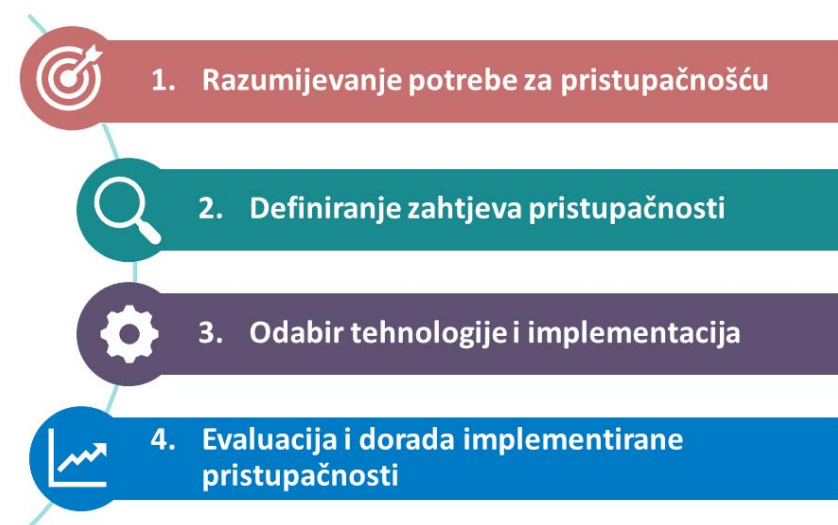 1. Razumijevanje potrebe za pristupačnošću
2. Definiranje zahtjeva pristupačnosti
3. Odabir tehnologije i implementacija
4. Evaluacija i dorada implementirane
pristupačnosti